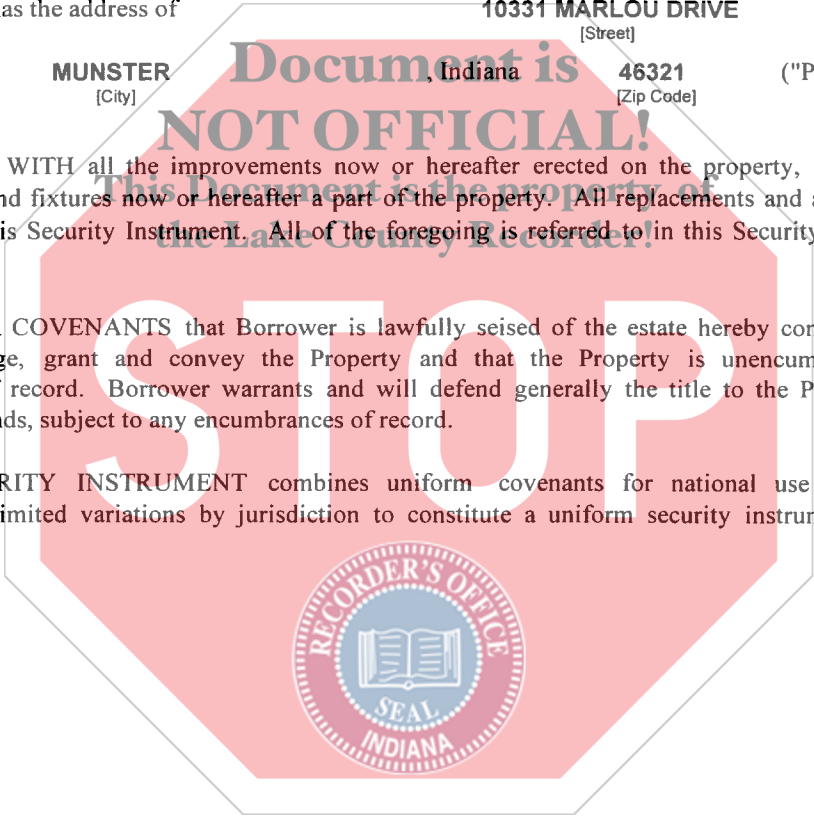 as the address of 10331 MARLOU DRIVE
[Street]
MUNSTER , Indiana 46321 ("P
[City] [Zip Code]
Document is
NOT OFFICIAL!
This Document is the property of
the Lake County Recorder!
WITH all the improvements now or hereafter erected on the property,
nd fixtures now or hereafter a part of the property. All replacements and a
is Security Instrument. All of the foregoing is referred to in this Security
COVENANTS that Borrower is lawfully seised of the estate hereby con
ge, grant and convey the Property and that the Property is unencum
f record. Borrower warrants and will defend generally the title to the P
nds, subject to any encumbrances of record.
STOP
RITY INSTRUMENT combines uniform covenants for national use
imited variations by jurisdiction to constitute a uniform security instrum
RECORDER'S OFFICE
SEAL
INDIANA